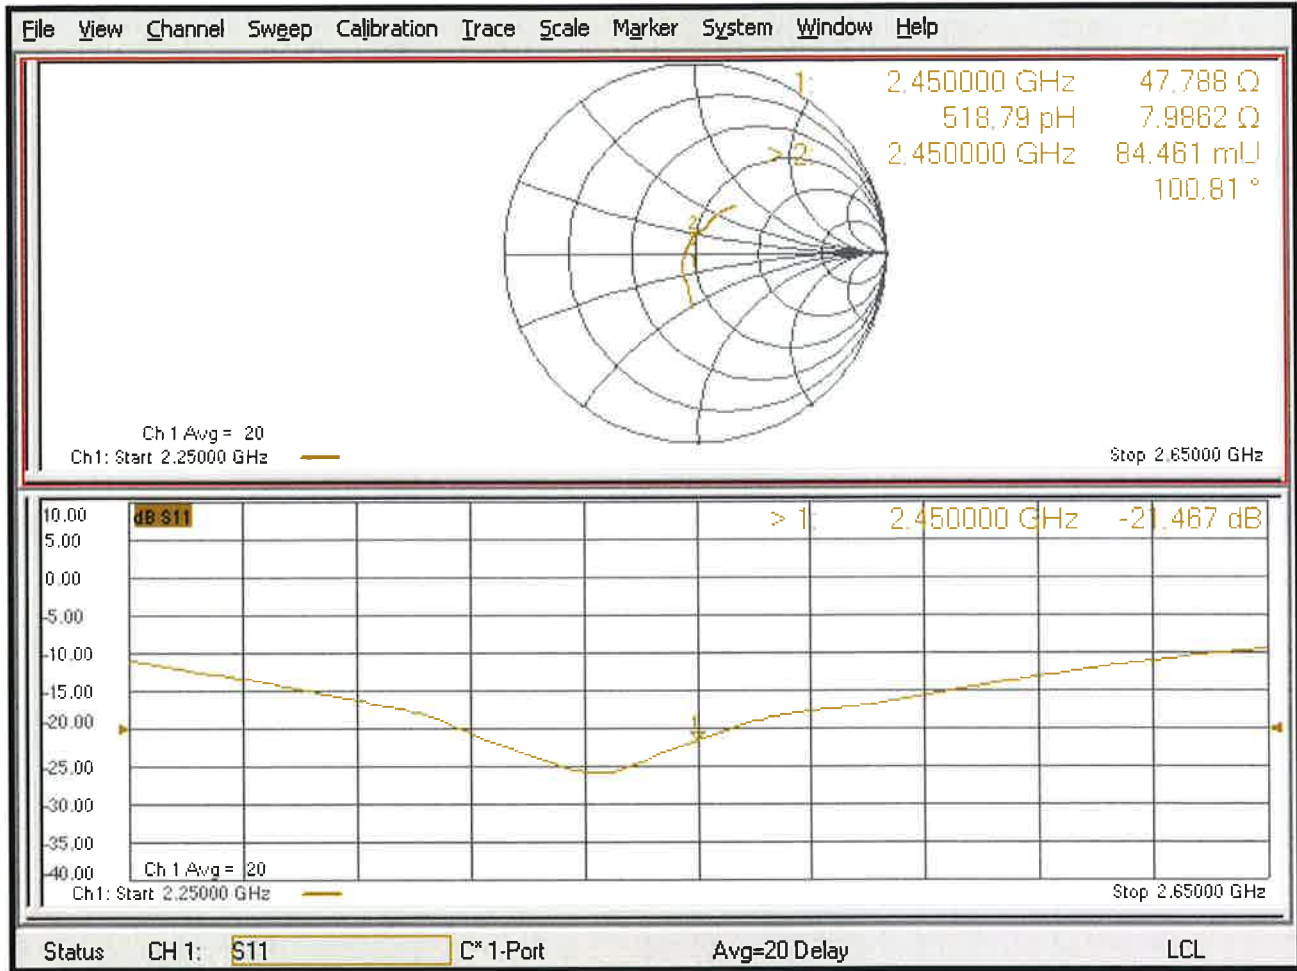 File View Channel Sweep Calibration Trace Scale Marker System Window Help
1: 2.450000 GHz 47.788 Ω
518.79 pH 7.9862 Ω
> 2: 2.450000 GHz 84.461 mU
100.81 °
2
1
Ch 1 Avg = 20
Ch1: Start 2.25000 GHz
Stop 2.65000 GHz
10.00
dB S11
> 1: 2.450000 GHz -21.467 dB
5.00
0.00
-5.00
-10.00
-15.00
-20.00
1
-25.00
-30.00
-35.00
-40.00
Ch 1 Avg = 20
Ch1: Start 2.25000 GHz
Stop 2.65000 GHz
Status CH 1: S11 C* 1-Port Avg=20 Delay LCL